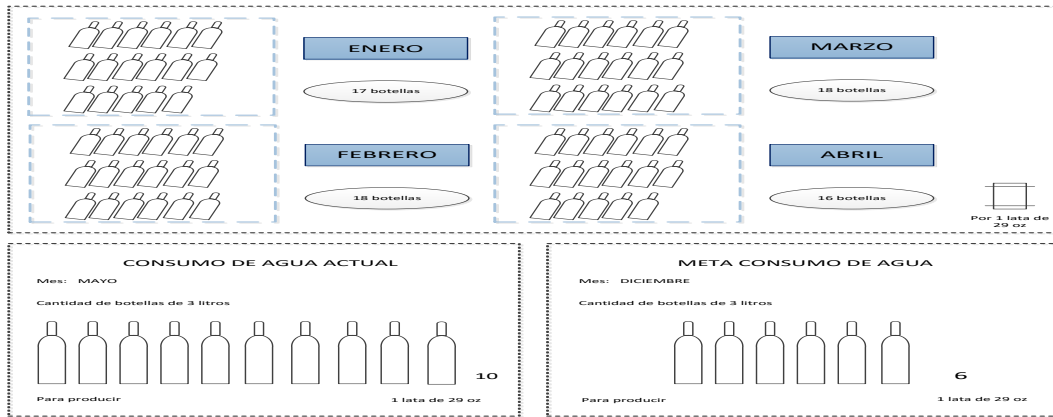 ENERO
17 botellas
MARZO
18 botellas
FEBRERO
18 botellas
ABRIL
16 botellas
Por 1 lata de
29 oz
CONSUMO DE AGUA ACTUAL
Mes: MAYO
Cantidad de botellas de 3 litros
10
Para producir
1 lata de 29 oz
META CONSUMO DE AGUA
Mes: DICIEMBRE
Cantidad de botellas de 3 litros
6
Para producir
1 lata de 29 oz